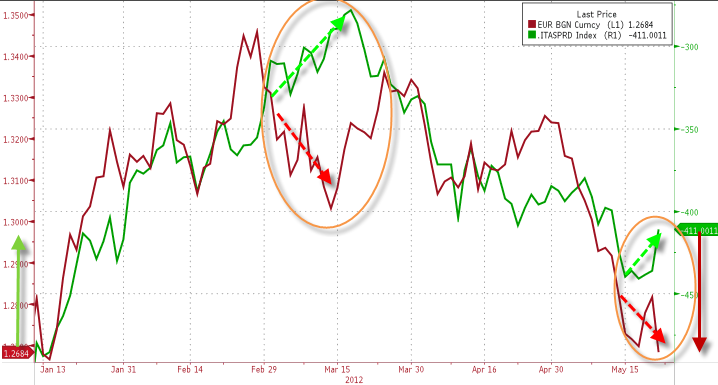 Last Price
EUR BGN Curncy (L1) 1.2684
.ITASPRD Index (R1) -411.0011
1.3500
1.3400
1.3300
1.3200
1.3100
1.3000
1.2900
1.2800
1.2684
-300
-350
-400
-411.0011
Jan 13
Jan 31
Feb 14
Feb 29
Mar 15
Mar 30
Apr 16
Apr 30
May 15
2012